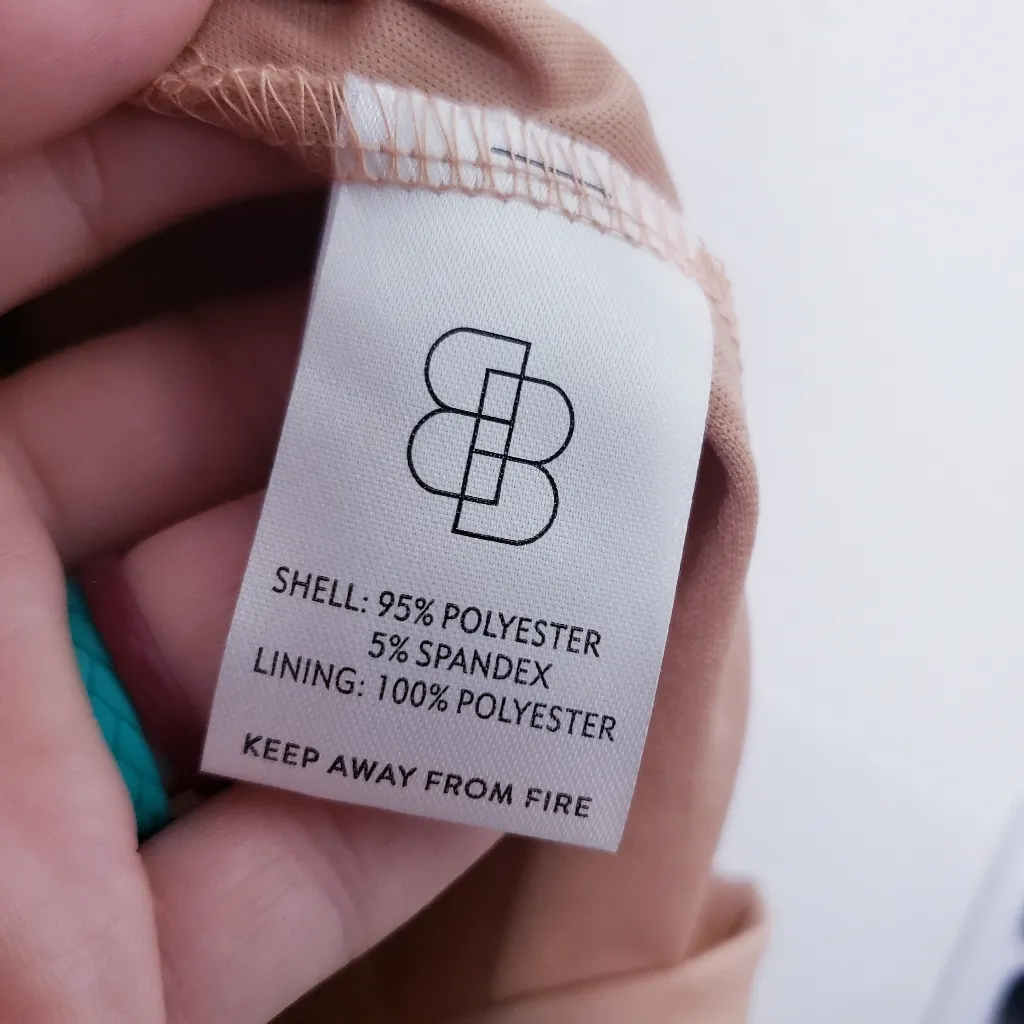 SHELL: 95% POLYESTER
5% SPANDEX
LINING: 100% POLYESTER
KEEP AWAY FROM FIRE